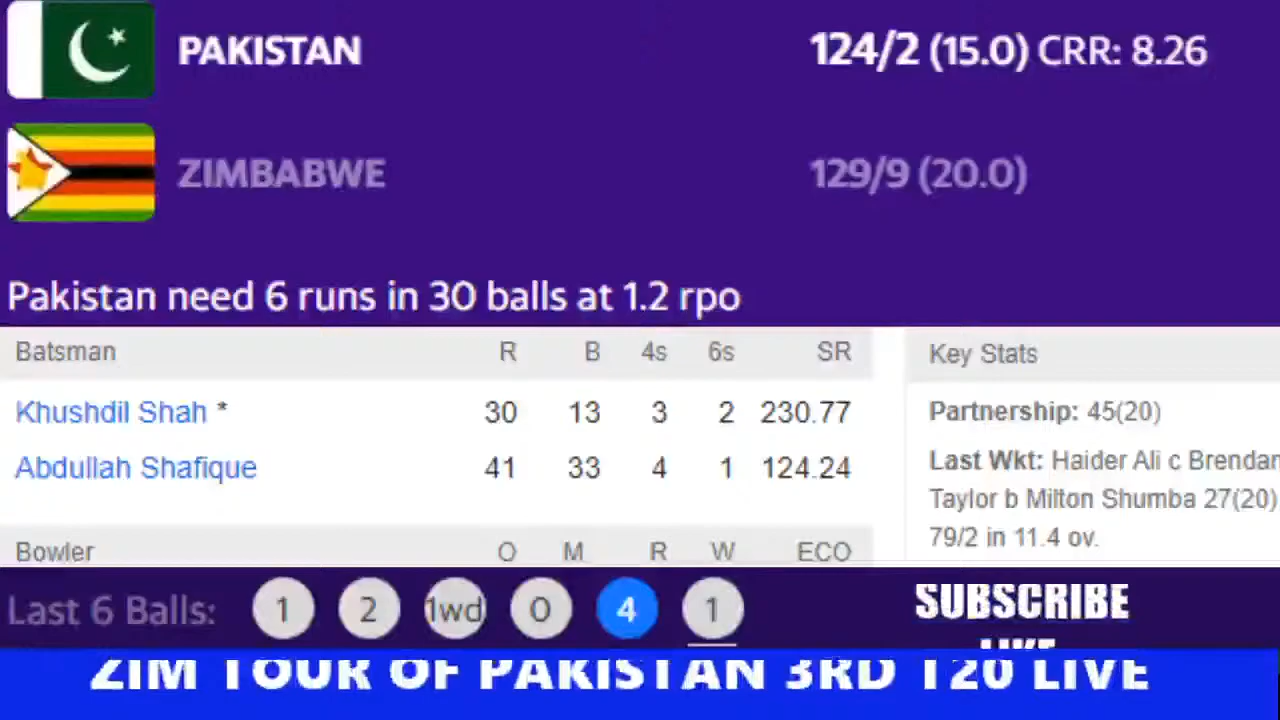 PAKISTAN 124/2 (15.0) CRR: 8.26
ZIMBABWE 129/9 (20.0)
Pakistan need 6 runs in 30 balls at 1.2 rpo
Batsman R B 4s 6s SR
Khushdil Shah * 30 13 3 2 230.77
Abdullah Shafique 41 33 4 1 124.24
Bowler O M R W ECO
Key Stats
Partnership: 45(20)
Last Wkt: Haider Ali c Brendan
Taylor b Milton Shumba 27(20)
79/2 in 11.4 ov.
Last 6 Balls: 1 2 1wd 0 4 1
SUBSCRIBE
LIKE
ZIM TOUR OF PAKISTAN 3RD T20 LIVE